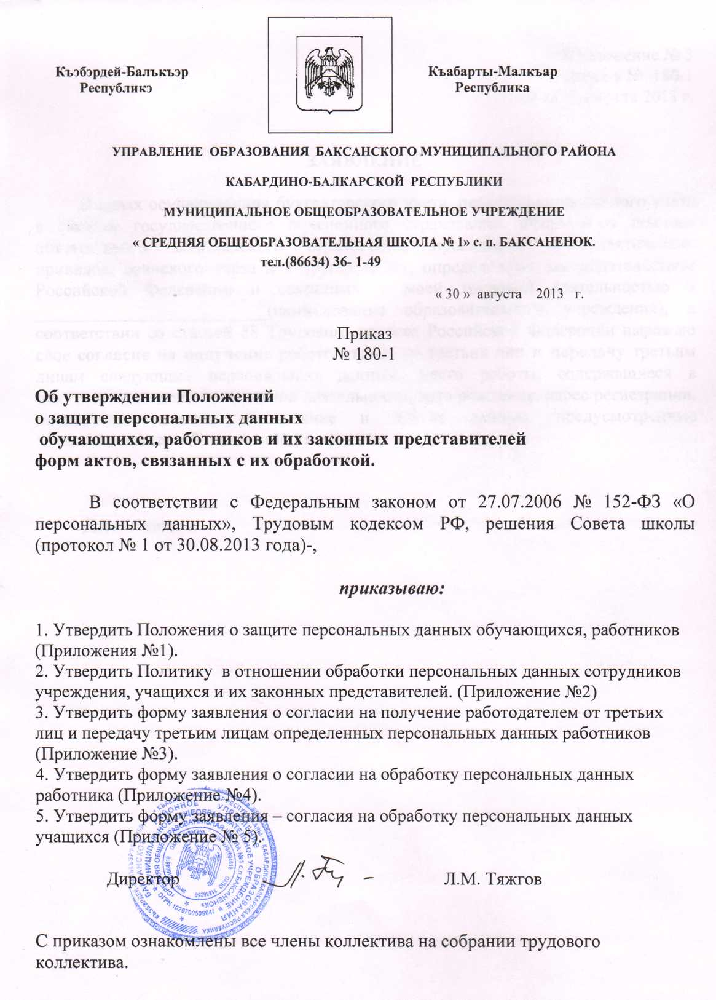 Къэбэрдей-Балъкъэр
Республикэ
Къабарты-Малкъар
Республика
УПРАВЛЕНИЕ ОБРАЗОВАНИЯ БАКСАНСКОГО МУНИЦИПАЛЬНОГО РАЙОНА
КАБАРДИНО-БАЛКАРСКОЙ РЕСПУБЛИКИ
МУНИЦИПАЛЬНОЕ ОБЩЕОБРАЗОВАТЕЛЬНОЕ УЧРЕЖДЕНИЕ
« СРЕДНЯЯ ОБЩЕОБРАЗОВАТЕЛЬНАЯ ШКОЛА № 1» с. п. БАКСАНЕНОК.
тел.(86634) 36- 1-49
« 30 » августа 2013 г.
Приказ
№ 180-1
Об утверждении Положений
о защите персональных данных
обучающихся, работников и их законных представителей
форм актов, связанных с их обработкой.
В соответствии с Федеральным законом от 27.07.2006 № 152-ФЗ «О
персональных данных», Трудовым кодексом РФ, решения Совета школы
(протокол № 1 от 30.08.2013 года)-,
приказываю:
1. Утвердить Положения о защите персональных данных обучающихся, работников
(Приложения №1).
2. Утвердить Политику в отношении обработки персональных данных сотрудников
учреждения, учащихся и их законных представителей. (Приложение №2)
3. Утвердить форму заявления о согласии на получение работодателем от третьих
лиц и передачу третьим лицам определенных персональных данных работников
(Приложение №3).
4. Утвердить форму заявления о согласии на обработку персональных данных
работника (Приложение №4).
5. Утвердить форму заявления – согласия на обработку персональных данных
учащихся (Приложение № 5).
Директор Л.М. Тяжгов
С приказом ознакомлены все члены коллектива на собрании трудового
коллектива.